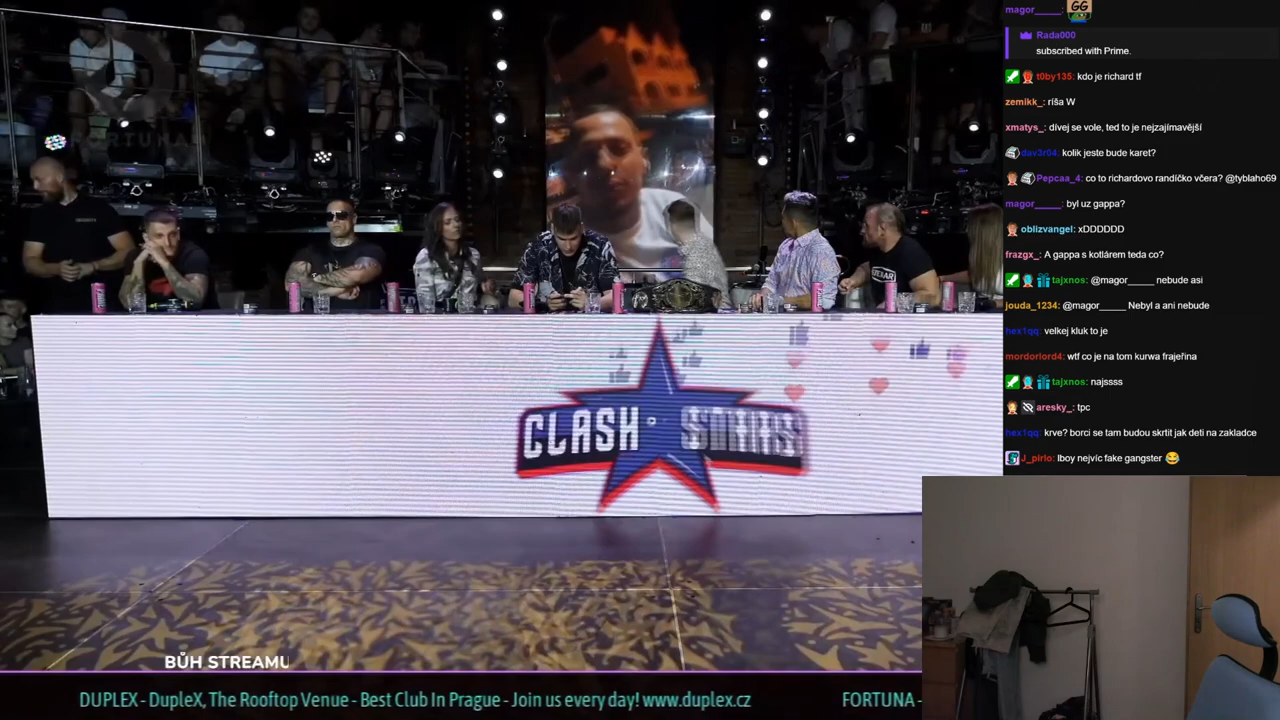 FORTUNA
CLASH STARS
BŮH STREAMU
DUPLEX - DupleX, The Rooftop Venue - Best Club In Prague - Join us every day! www.duplex.cz
FORTUNA -
magor_____:
GG
Rada000
subscribed with Prime.
t0by135: kdo je richard tf
zemikk_: ríša W
xmatys_: dívej se vole, ted to je nejzajímavější
dav3r04: kolik jeste bude karet?
Pepcaa_4: co to richardovo randíčko včera? @tyblaho69
magor_____: byl uz gappa?
oblizvangel: xDDDDDD
frazgx_: A gappa s kotlárem teda co?
tajxnos: @magor_____ nebude asi
jouda_1234: @magor_____ Nebyl a ani nebude
hex1qq: velkej kluk to je
mordorlord4: wtf co je na tom kurwa frajeřina
tajxnos: najssss
aresky_: tpc
hex1qq: krve? borci se tam budou skrtit jak deti na zakladce
J_pirlo: lboy nejvíc fake gangster